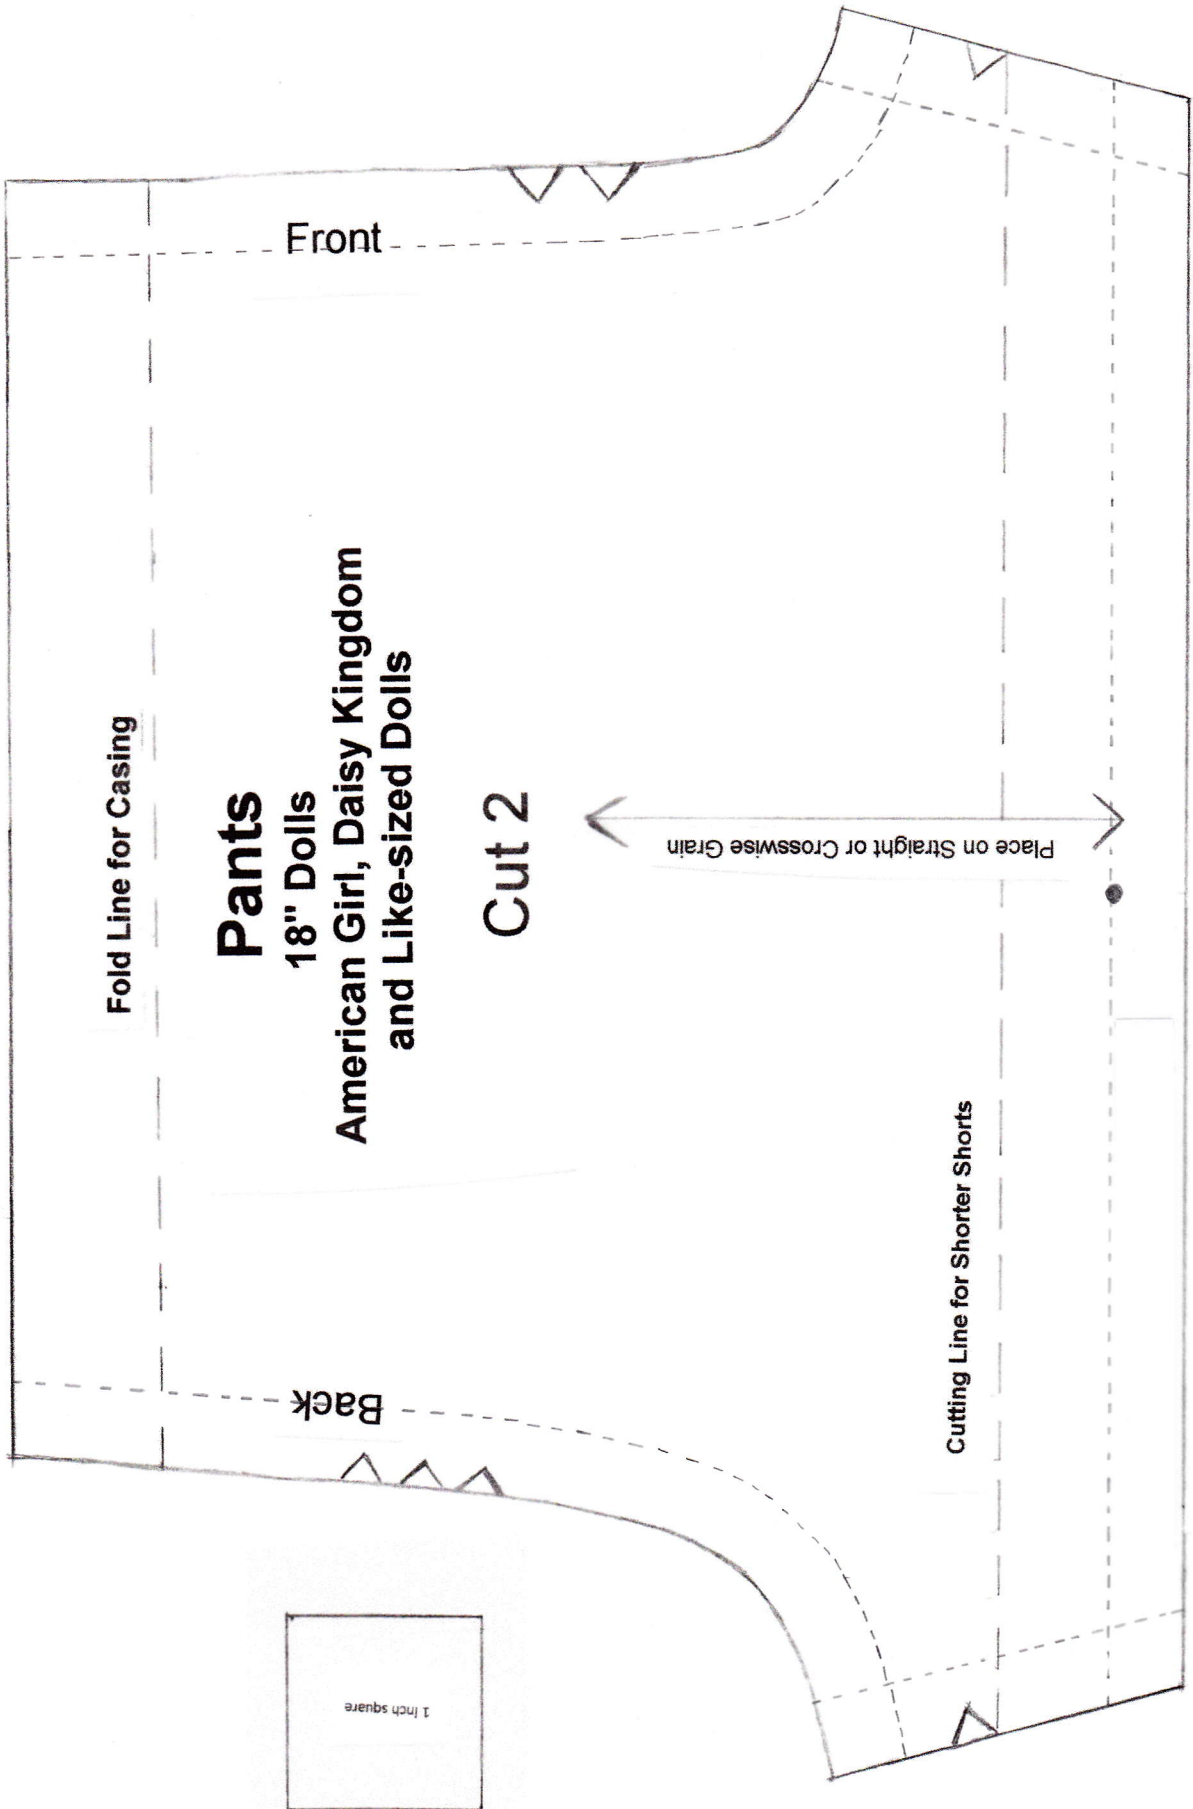 Front
Fold Line for Casing
Pants
18" Dolls
American Girl, Daisy Kingdom
and Like-sized Dolls
Cut 2
Place on Straight or Crosswise Grain
Cutting Line for Shorter Shorts
Back
1 Inch square